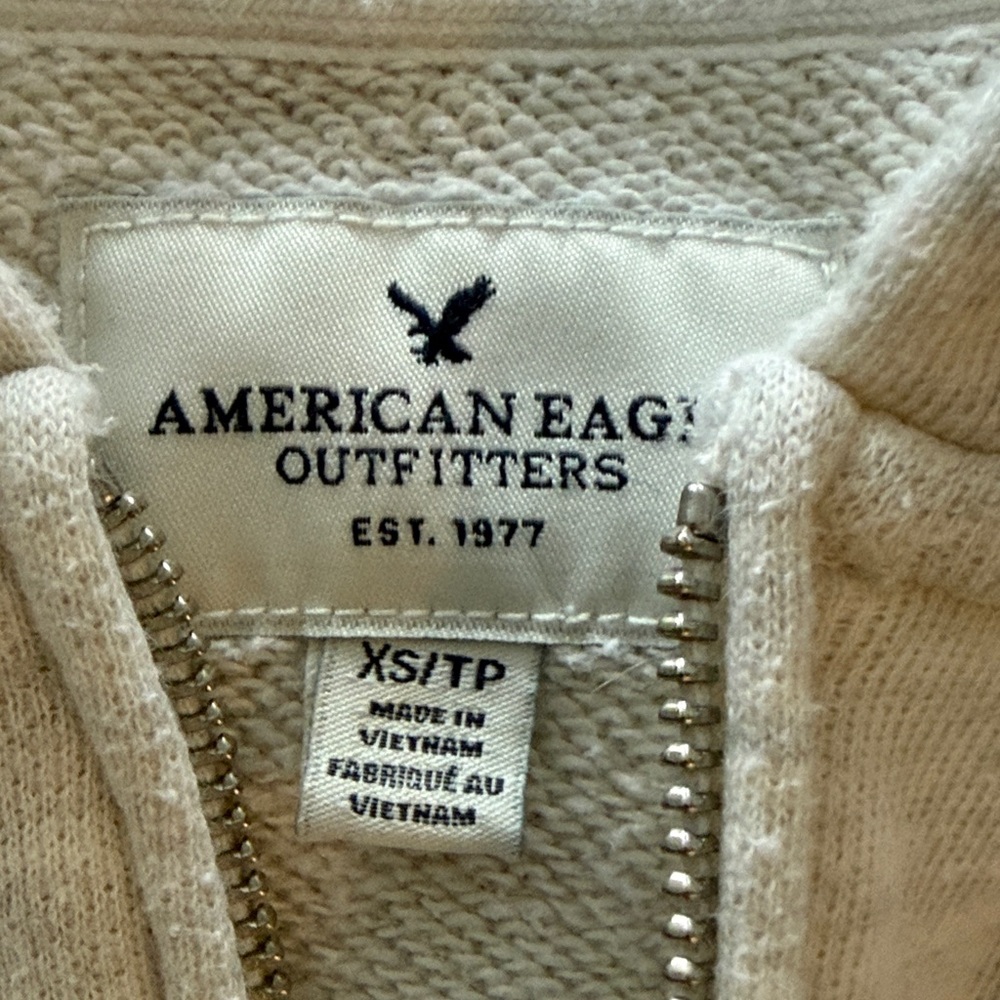 AMERICAN EAG
OUTFITTERS
EST. 1977
XS/TP
MADE IN
VIETNAM
FABRIQUÉ AU
VIETNAM